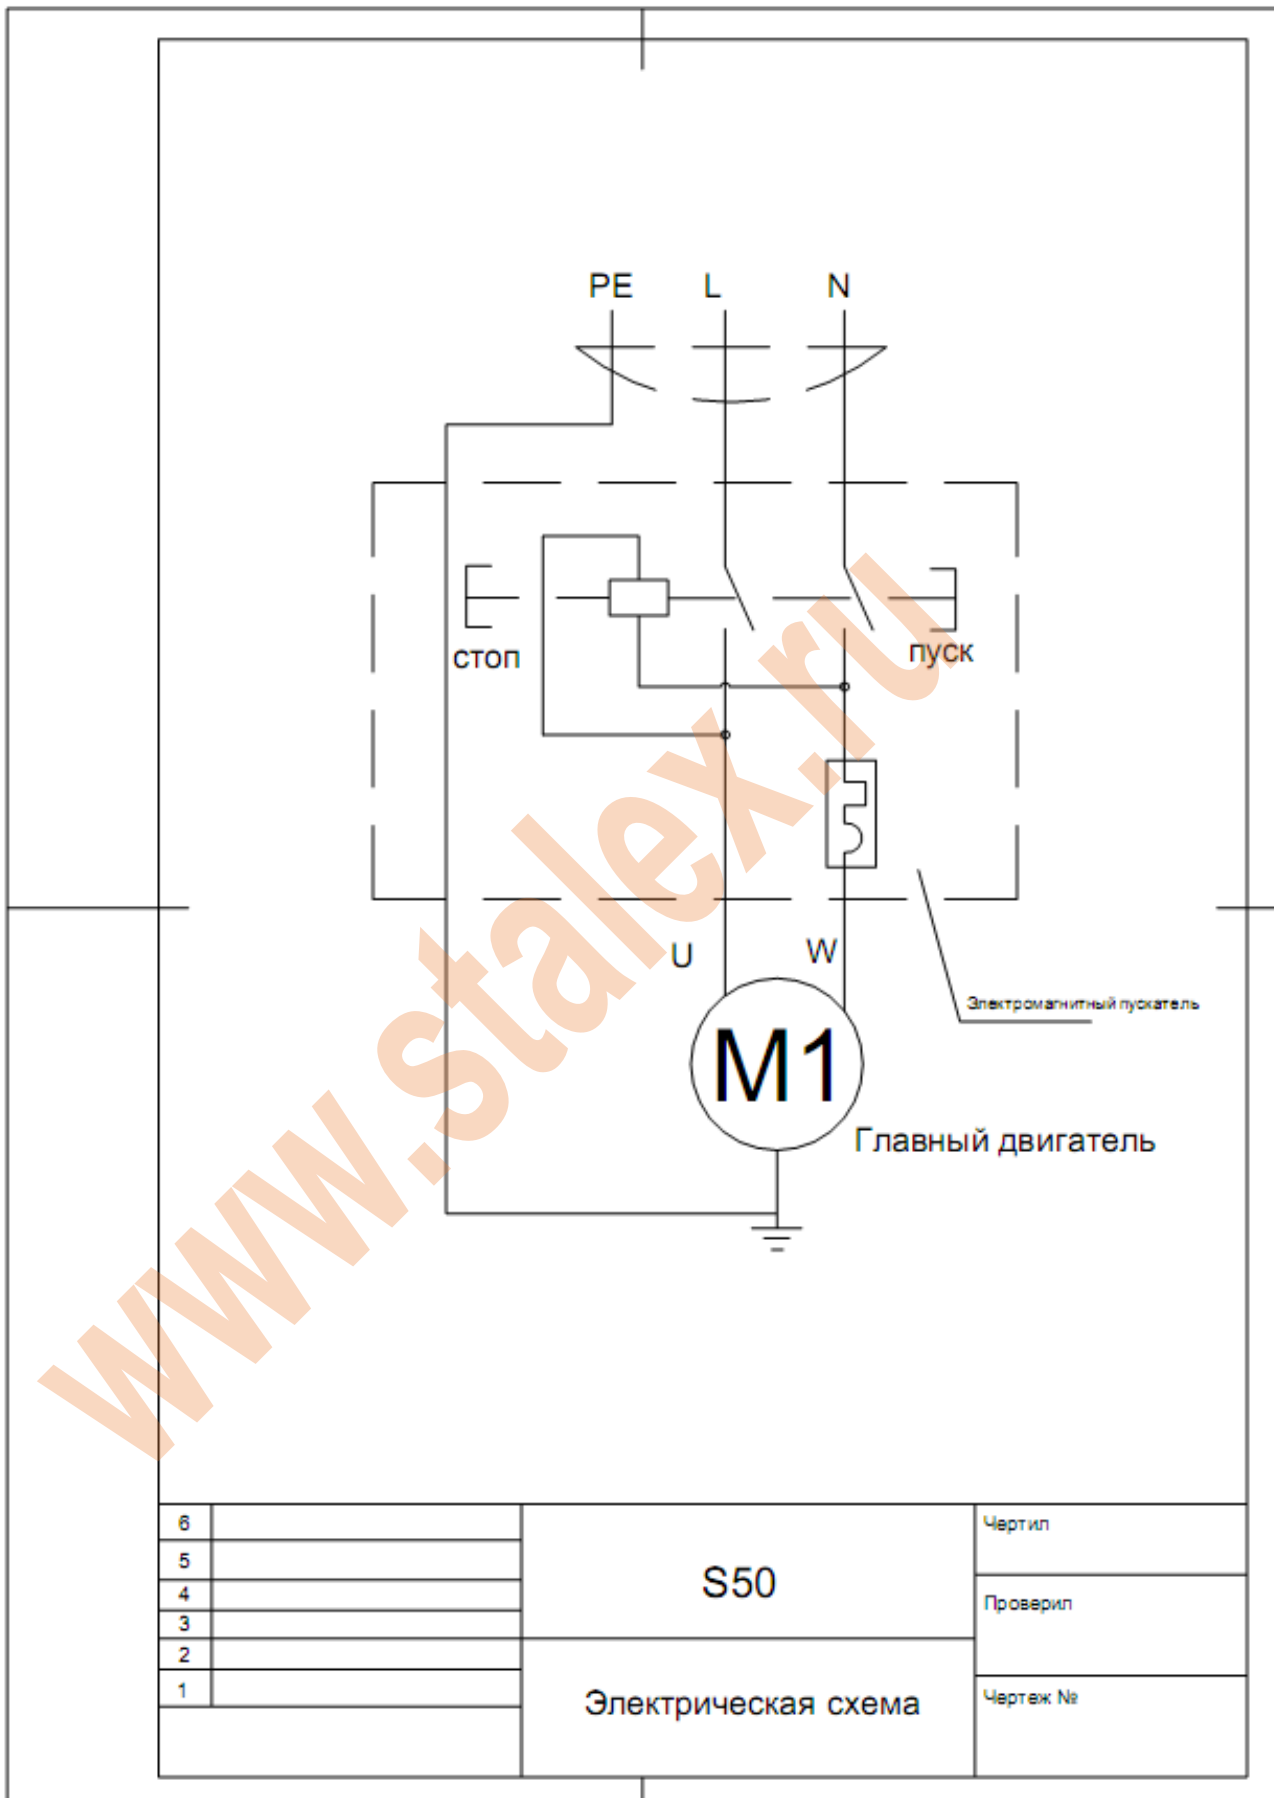 PE L N
стоп
пуск
U W
Электромагнитный пускатель
M1
Главный двигатель
www.stalex.ru
6
5
4
3
2
1
S50
Электрическая схема
Чертил
Проверил
Чертеж №